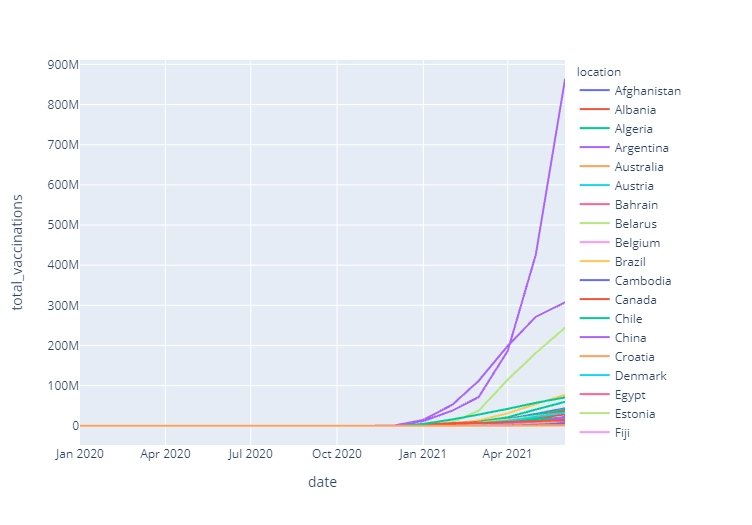 900M
800M
700M
600M
500M
400M
300M
200M
100M
0
total_vaccinations
Jan 2020 Apr 2020 Jul 2020 Oct 2020 Jan 2021 Apr 2021
date
location
Afghanistan
Albania
Algeria
Argentina
Australia
Austria
Bahrain
Belarus
Belgium
Brazil
Cambodia
Canada
Chile
China
Croatia
Denmark
Egypt
Estonia
Fiji